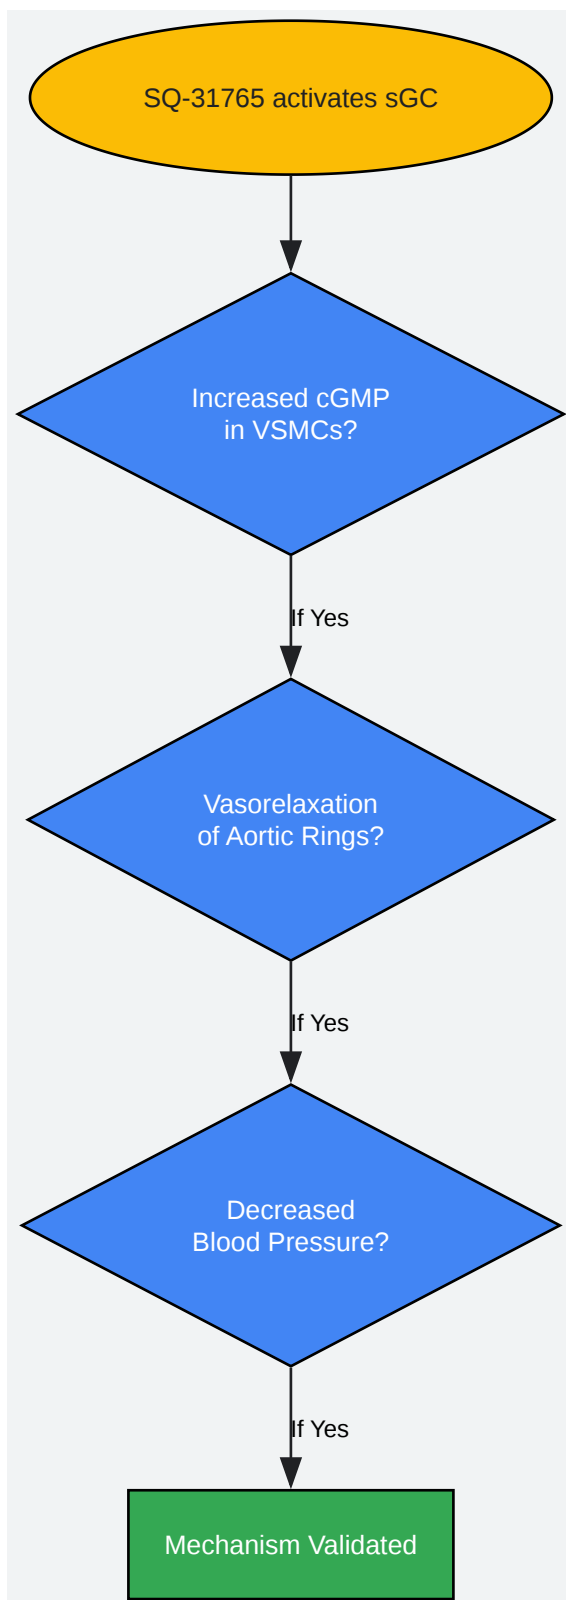 SQ-31765 activates sGC
Increased cGMP
in VSMCs?
If Yes
Vasorelaxation
of Aortic Rings?
If Yes
Decreased
Blood Pressure?
If Yes
Mechanism Validated